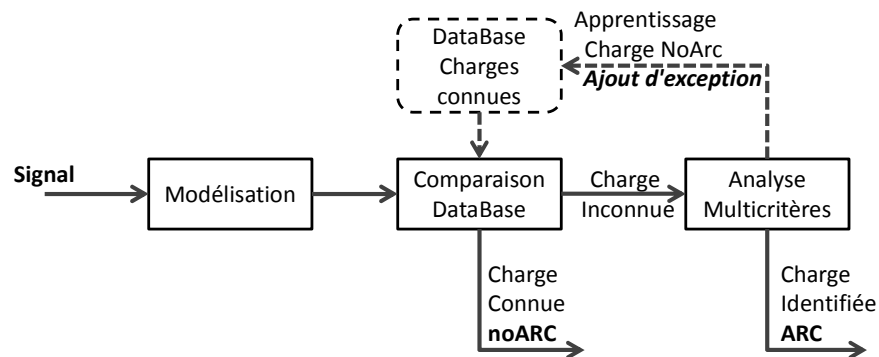 DataBase
Charges
connues
Apprentissage
Charge NoArc
Ajout d'exception
Signal
Modélisation
Comparaison
DataBase
Charge
Inconnue
Analyse
Multicritères
Charge
Connue
noARC
Charge
Identifiée
ARC